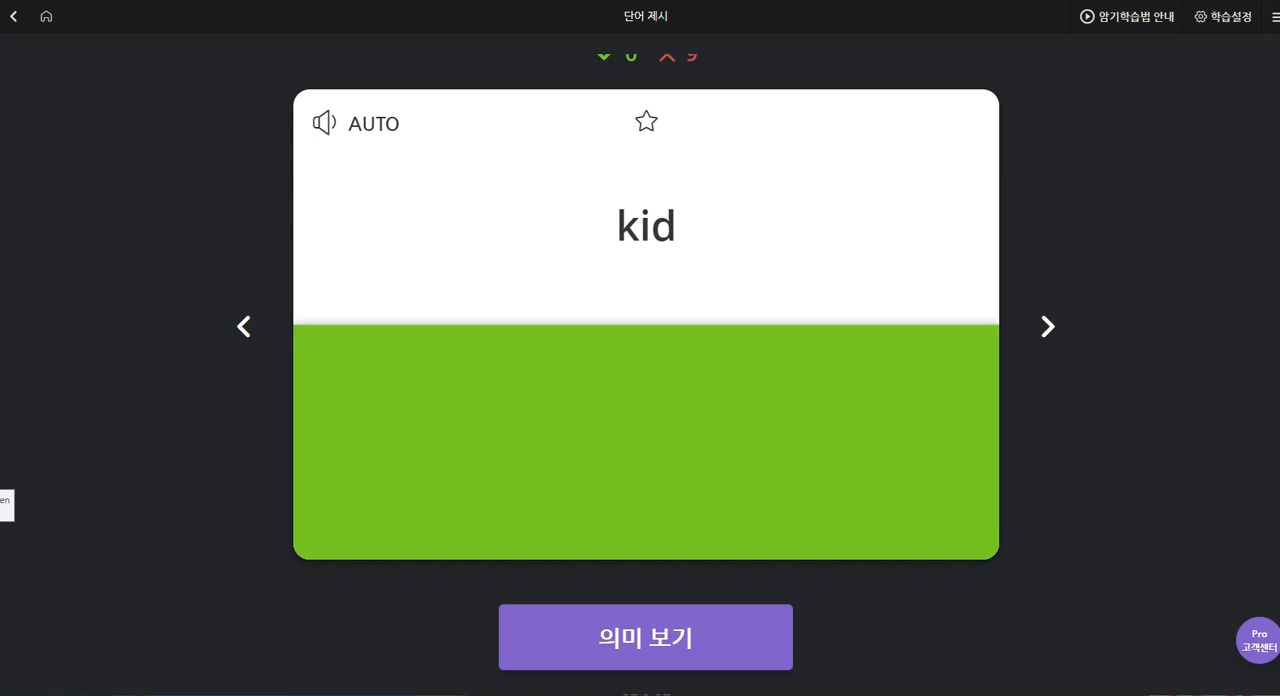 단어 제시
암기학습법 안내
학습설정
AUTO
kid
en
의미 보기
Pro
고객센터